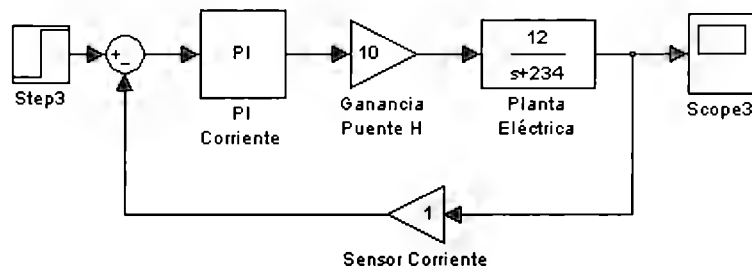 Step3
+
−
PI
PI
Corriente
10
Ganancia
Puente H
12
s+234
Planta
Eléctrica
Scope3
1
Sensor Corriente